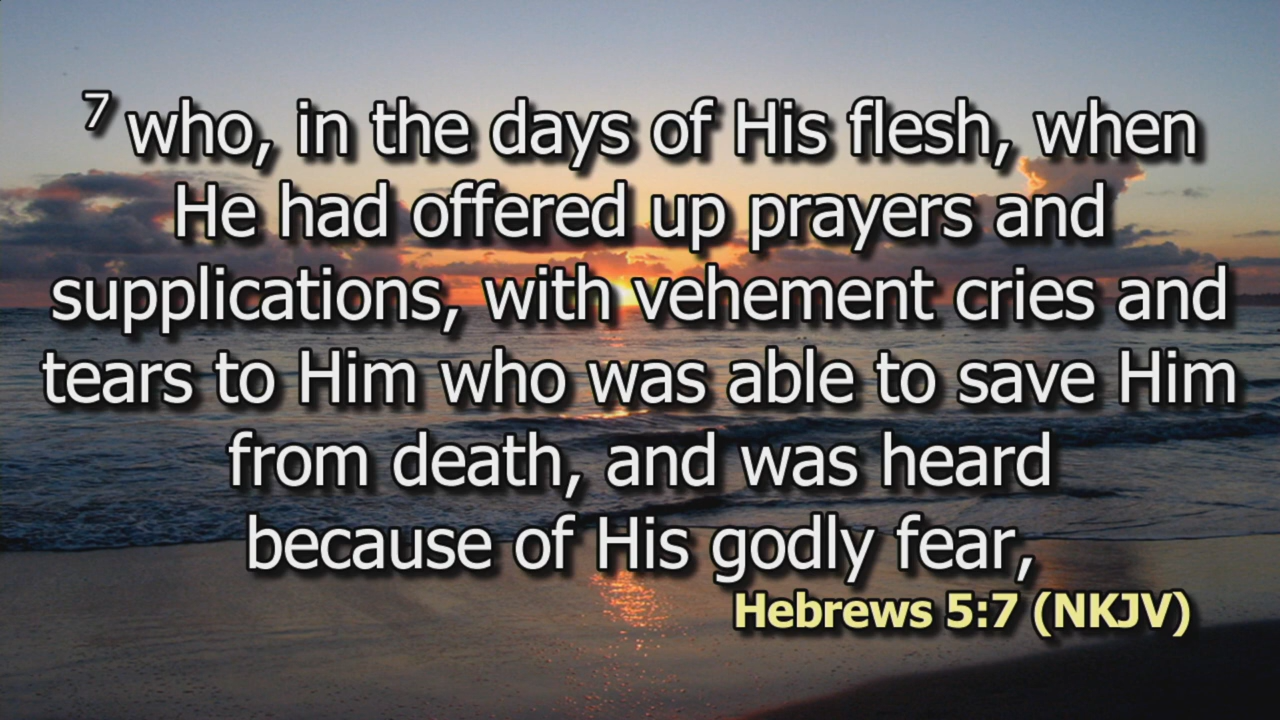 7 who, in the days of His flesh, when
He had offered up prayers and
supplications, with vehement cries and
tears to Him who was able to save Him
from death, and was heard
because of His godly fear,
Hebrews 5:7 (NKJV)